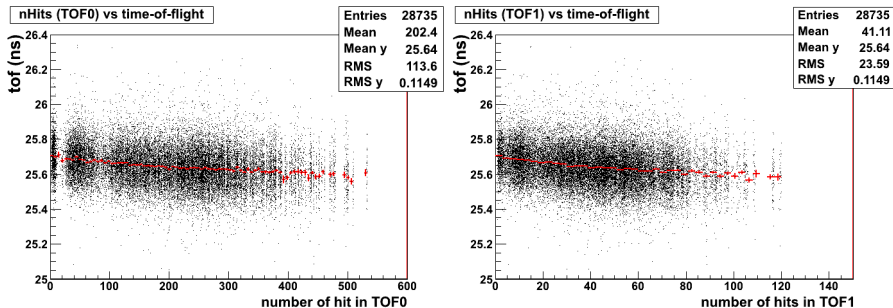 nHits (TOF0) vs time-of-flight
Entries 28735
Mean 202.4
Mean y 25.64
RMS 113.6
RMS y 0.1149
tof (ns)
26.4
26.2
26
25.8
25.6
25.4
25.2
25
0 100 200 300 400 500 600
number of hit in TOF0
nHits (TOF1) vs time-of-flight
Entries 28735
Mean 41.11
Mean y 25.64
RMS 23.59
RMS y 0.1149
tof (ns)
26.4
26.2
26
25.8
25.6
25.4
25.2
25
0 20 40 60 80 100 120 140
number of hits in TOF1